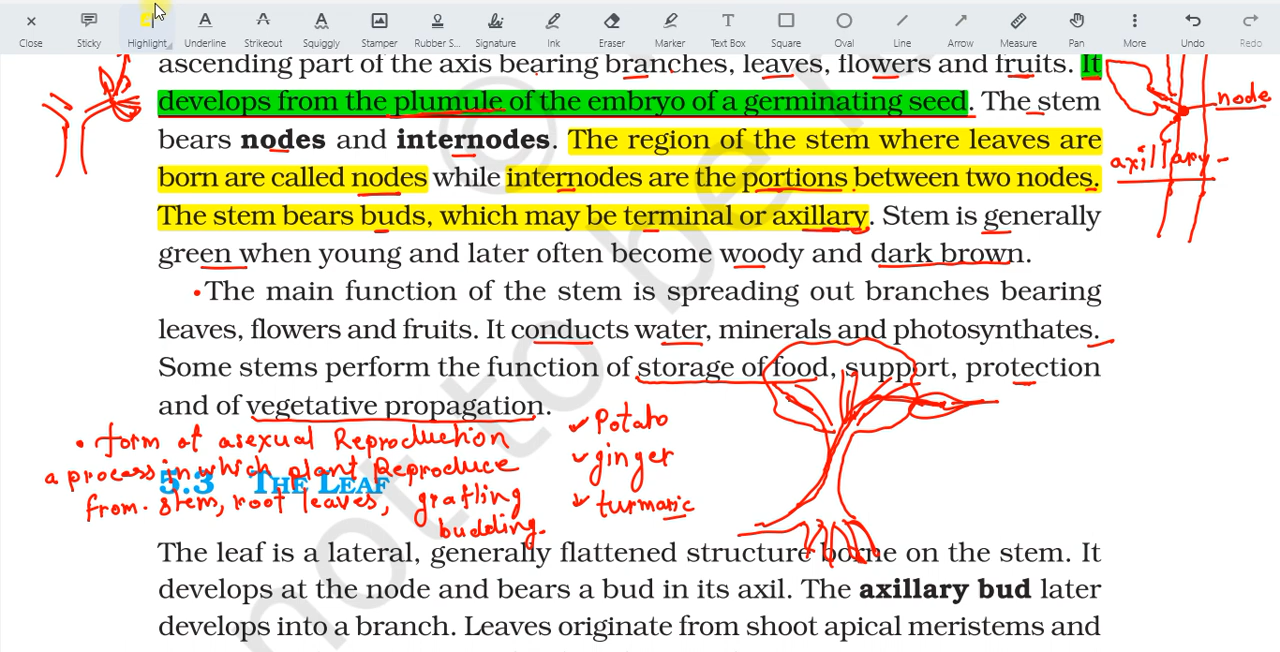 Close Sticky Highlight Underline Strikeout Squiggly Stamper Rubber S... Signature Ink Eraser Marker Text Box Square Oval Line Arrow Measure Pan More Undo Redo
ascending part of the axis bearing branches, leaves, flowers and fruits. It
develops from the plumule of the embryo of a germinating seed. The stem
node
bears nodes and internodes. The region of the stem where leaves are
axillary
born are called nodes while internodes are the portions between two nodes.
The stem bears buds, which may be terminal or axillary. Stem is generally
green when young and later often become woody and dark brown.
The main function of the stem is spreading out branches bearing
leaves, flowers and fruits. It conducts water, minerals and photosynthates.
Some stems perform the function of storage of food, support, protection
and of vegetative propagation.
• form of asexual Reproduction
a process in which plant Reproduce
from. stem, root leaves, grafling
budding.
✓ Potato
✓ ginger
✓ turmaric
5.3 THE LEAF
The leaf is a lateral, generally flattened structure borne on the stem. It
develops at the node and bears a bud in its axil. The axillary bud later
develops into a branch. Leaves originate from shoot apical meristems and